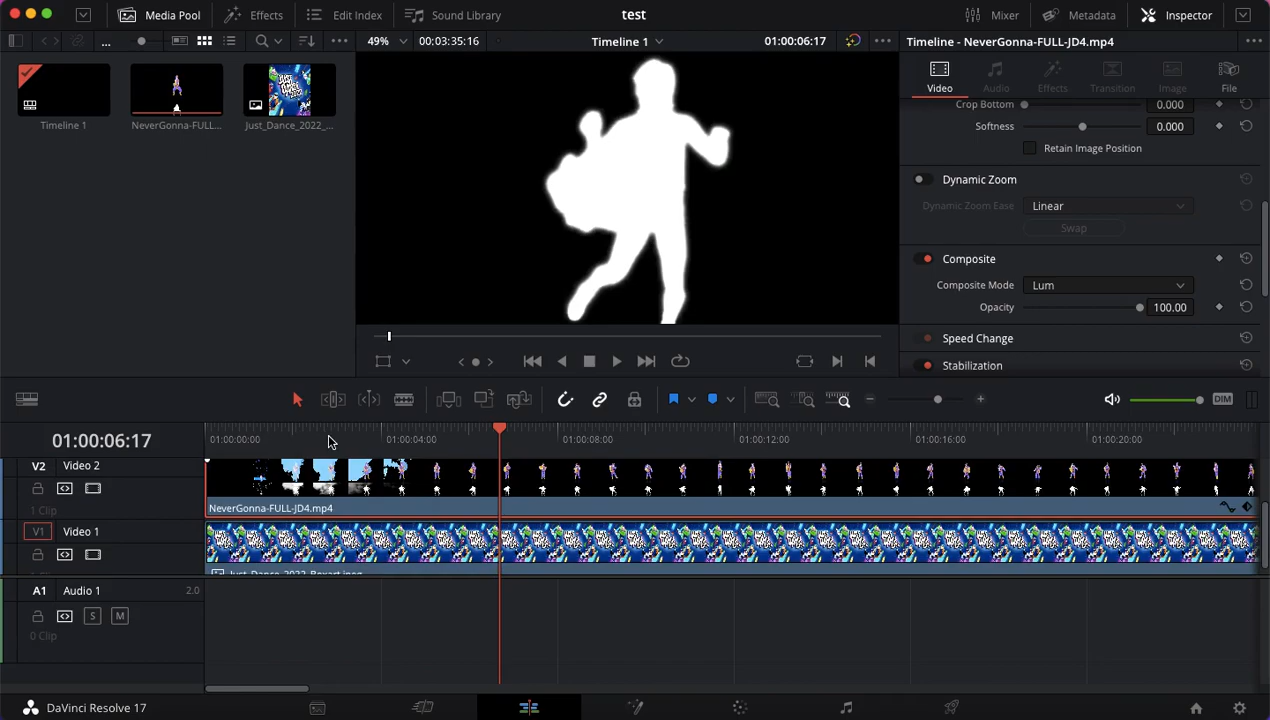 Media Pool
Effects
Edit Index
Sound Library
test
Mixer
Metadata
Inspector
...
49%
00:03:35:16
Timeline 1
01:00:06:17
Timeline - NeverGonna-FULL-JD4.mp4
Video
Audio
Effects
Transition
Image
File
Timeline 1
NeverGonna-FULL...
Just_Dance_2022_...
Crop Bottom 0.000
Softness 0.000
Retain Image Position
Dynamic Zoom
Dynamic Zoom Ease Linear
Swap
Composite
Composite Mode Lum
Opacity 100.00
Speed Change
Stabilization
DIM
01:00:06:17
01:00:00:00
01:00:04:00
01:00:08:00
01:00:12:00
01:00:16:00
01:00:20:00
V2 Video 2
1 Clip
NeverGonna-FULL-JD4.mp4
V1 Video 1
Just_Dance_2022_Boxart.jpeg
A1 Audio 1 2.0
S M
0 Clip
DaVinci Resolve 17